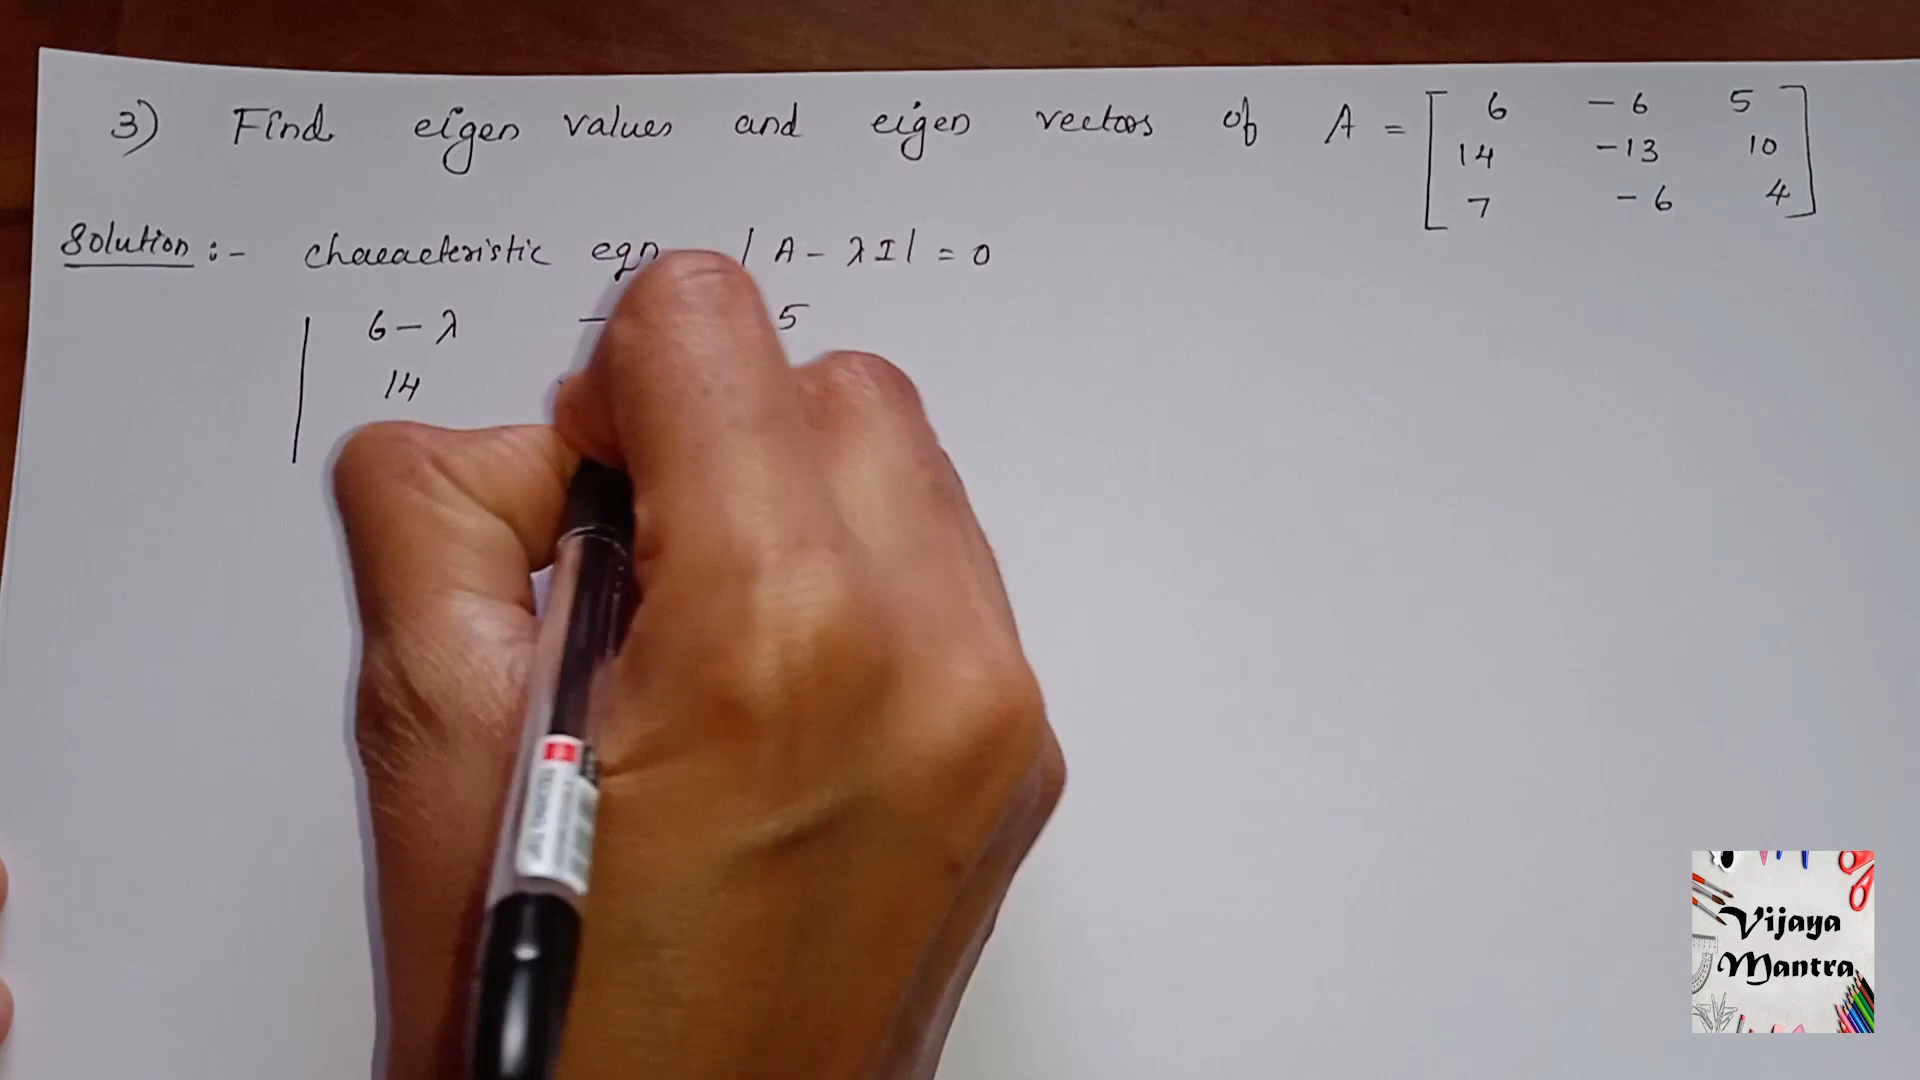 3) Find eigen values and eigen vectors of A = [ 6 -6 5
14 -13 10
7 -6 4 ]
Solution :- characteristic eqn | A - λI | = 0
| 6 - λ - 5
14
Vijaya
Mantra